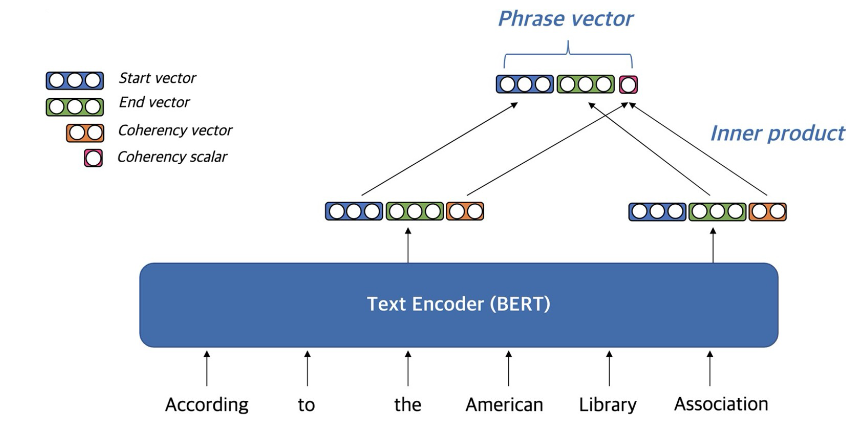 Phrase vector
Start vector
End vector
Coherency vector
Coherency scalar
Inner product
Text Encoder (BERT)
According to the American Library Association